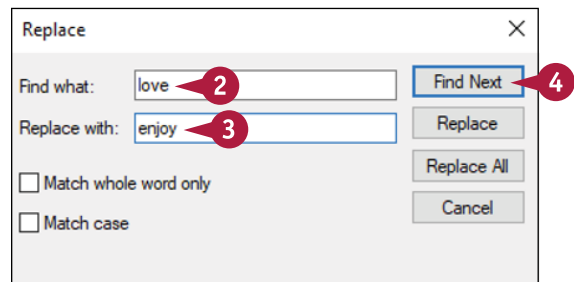 Replace
Find what: love 2 Find Next 4
Replace with: enjoy 3 Replace
Replace All
Match whole word only
Cancel
Match case